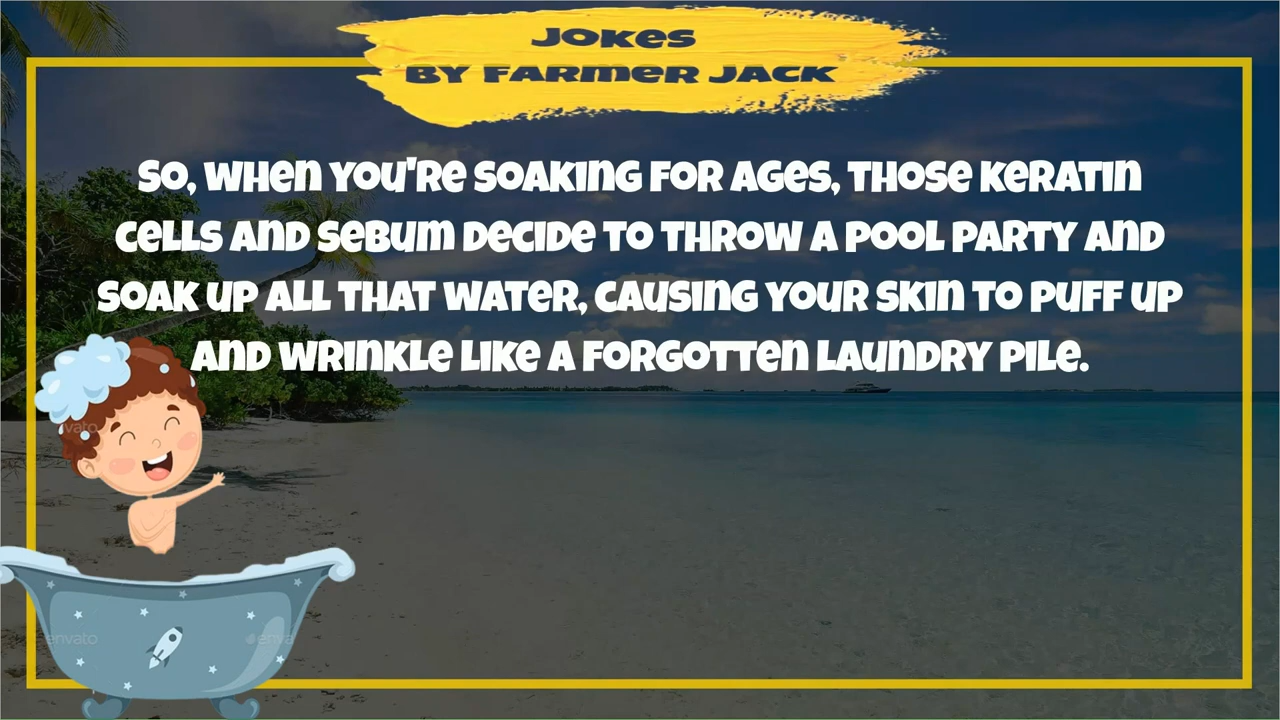 JOKES
BY FARMER JACK
SO, WHEN YOU'RE SOAKING FOR AGES, THOSE KERATIN
CELLS AND SEBUM DECIDE TO THROW A POOL PARTY AND
SOAK UP ALL THAT WATER, CAUSING YOUR SKIN TO PUFF UP
AND WRINKLE LIKE A FORGOTTEN LAUNDRY PILE.
envato
envato